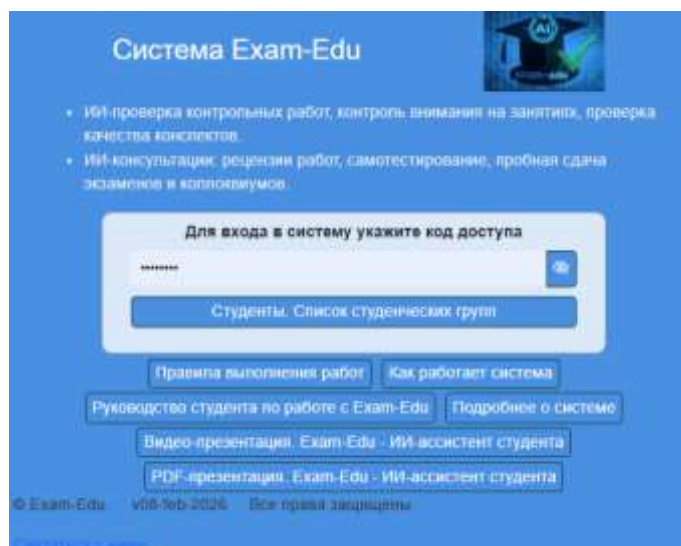 Система Exam-Edu
AI
exam-edu
ИИ-проверка контрольных работ, контроль внимания на занятиях, проверка
качества конспектов.
ИИ-консультации: рецензии работ, самотестирование, пробная сдача
экзаменов и коллоквиумов.
Для входа в систему укажите код доступа
••••••••
Студенты. Список студенческих групп
Правила выполнения работ Как работает система
Руководство студента по работе с Exam-Edu Подробнее о системе
Видео-презентация. Exam-Edu - ИИ-ассистент студента
PDF-презентация. Exam-Edu - ИИ-ассистент студента
© Exam-Edu v08-feb-2026 Все права защищены